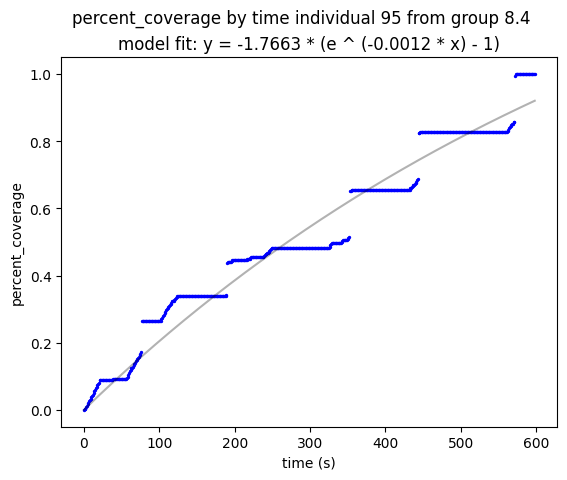 percent_coverage by time individual 95 from group 8.4
model fit: y = -1.7663 * (e ^ (-0.0012 * x) - 1)
1.0
0.8
0.6
0.4
0.2
0.0
percent_coverage
0 100 200 300 400 500 600
time (s)